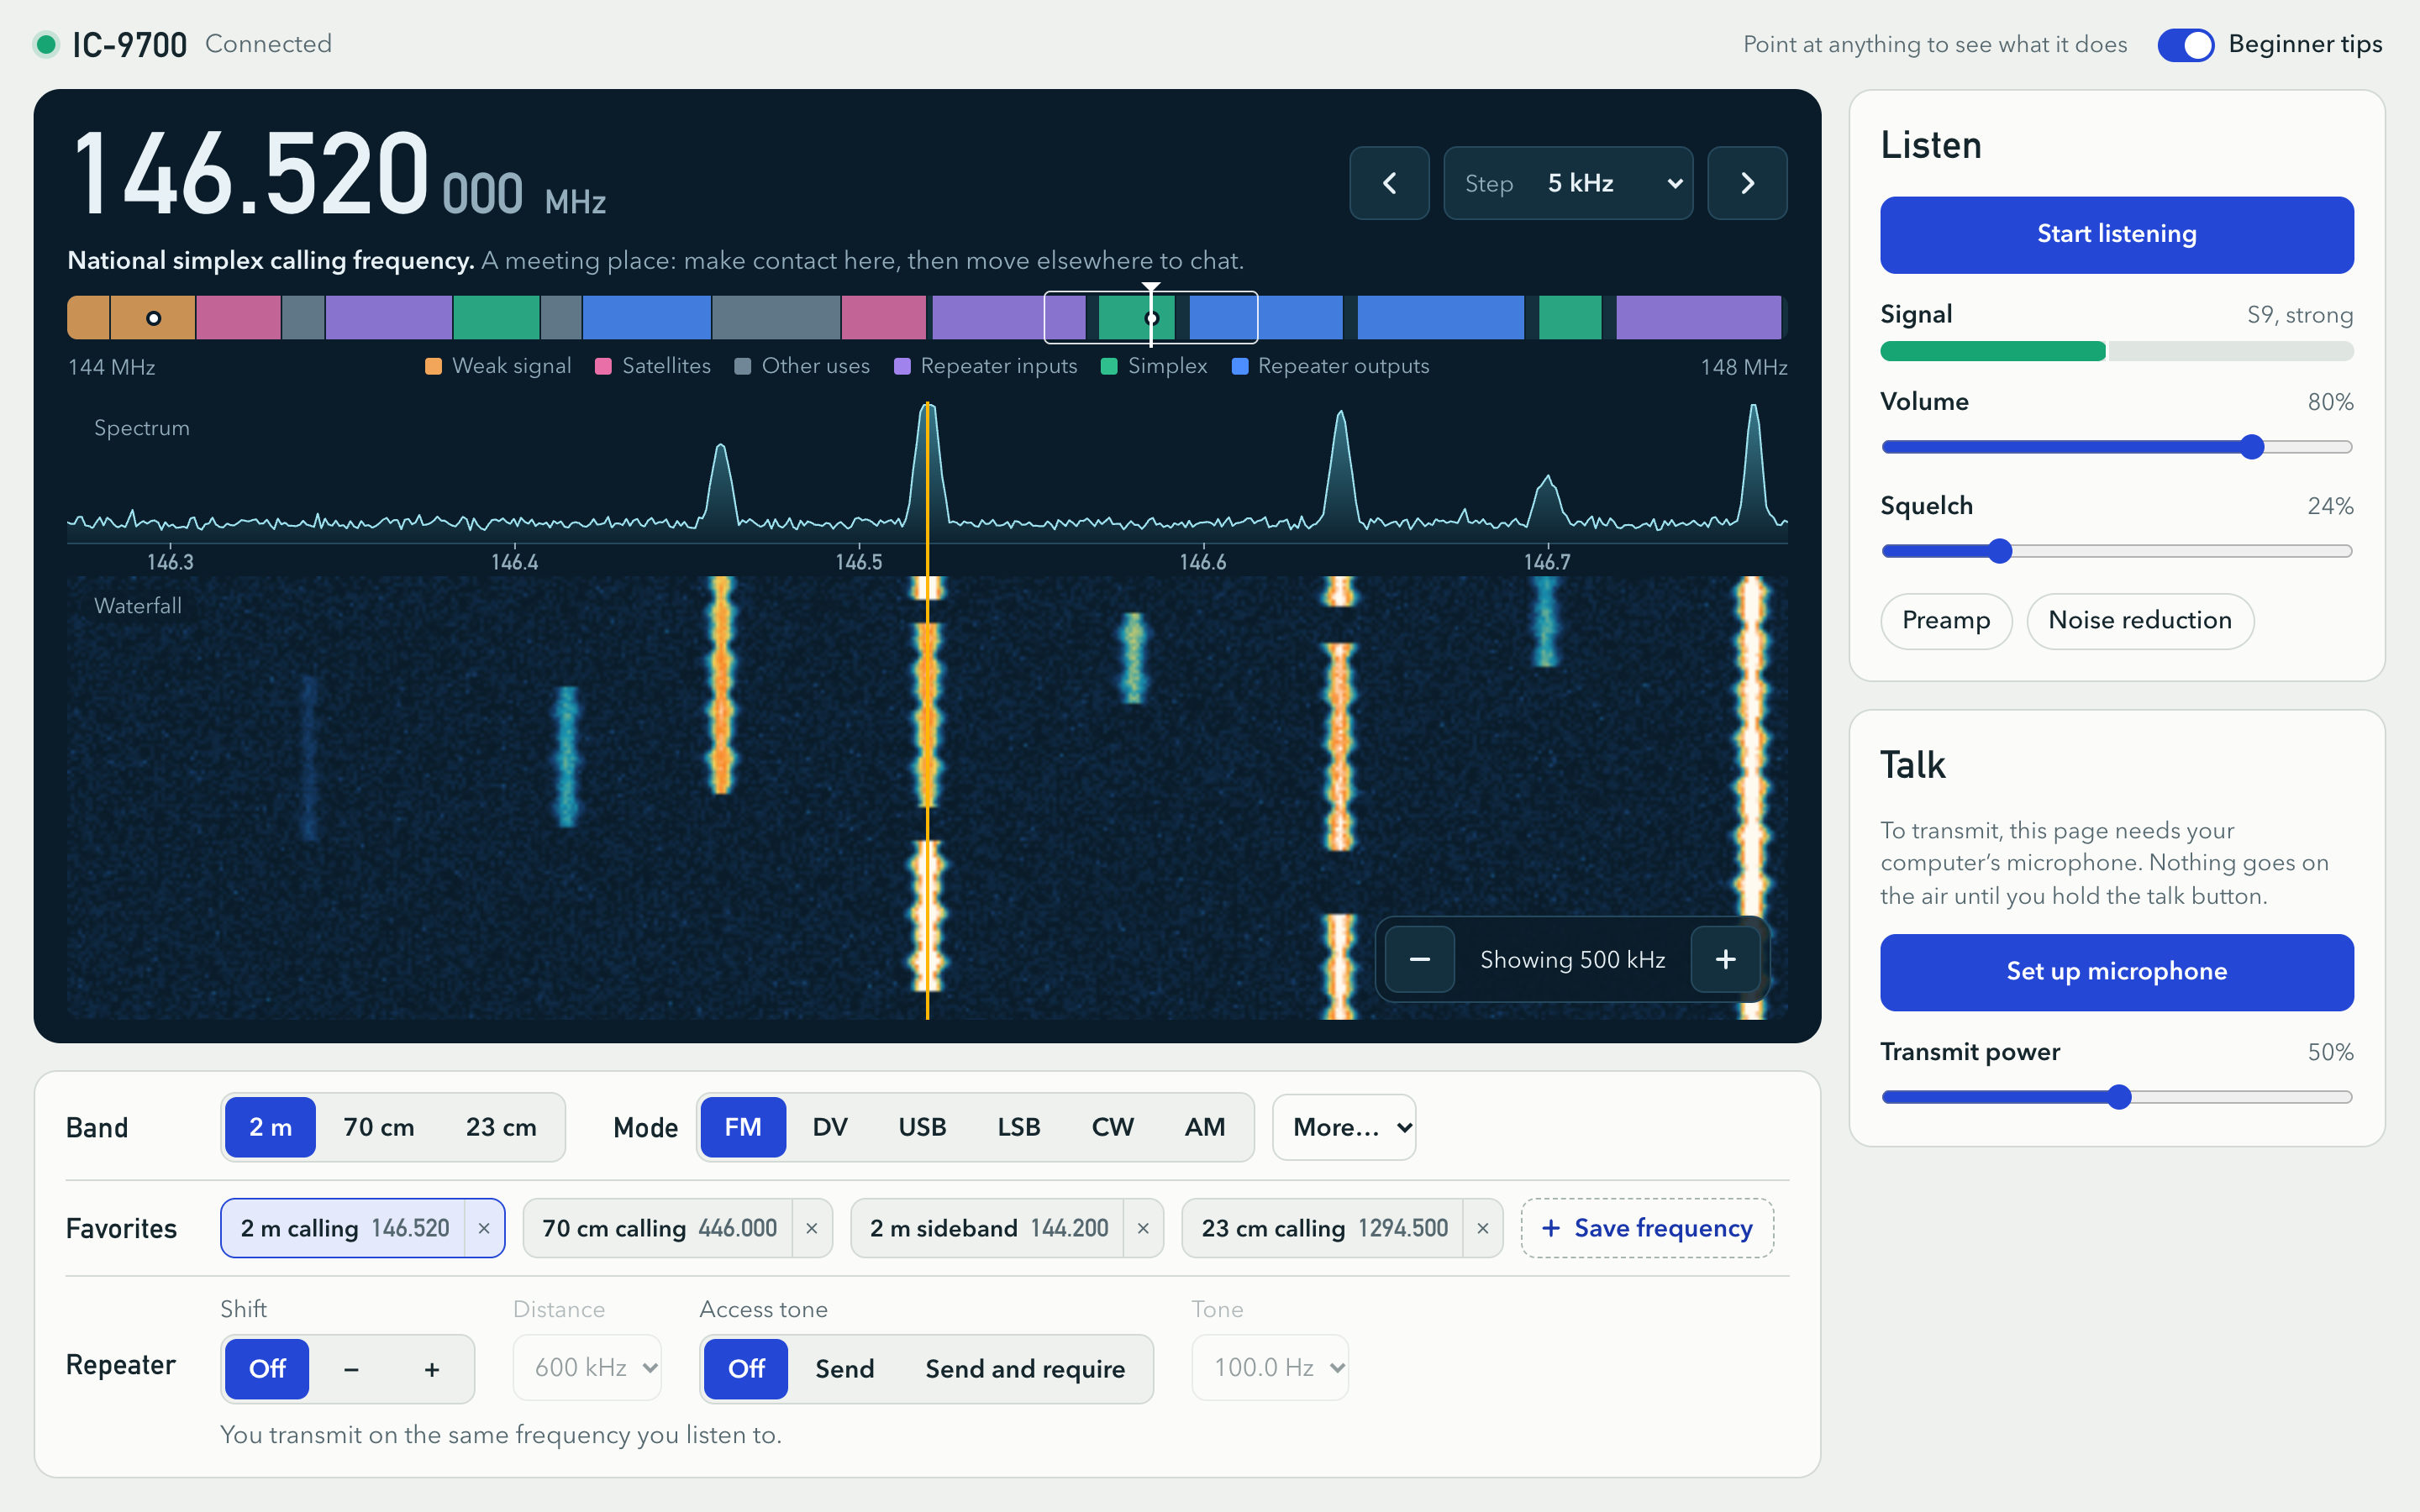 IC-9700 Connected
Point at anything to see what it does Beginner tips
146.520 000 MHz
Step 5 kHz
National simplex calling frequency. A meeting place: make contact here, then move elsewhere to chat.
144 MHz Weak signal Satellites Other uses Repeater inputs Simplex Repeater outputs 148 MHz
Spectrum
146.3 146.4 146.5 146.6 146.7
Waterfall
− Showing 500 kHz +
Listen
Start listening
Signal S9, strong
Volume 80%
Squelch 24%
Preamp Noise reduction
Talk
To transmit, this page needs your
computer’s microphone. Nothing goes on
the air until you hold the talk button.
Set up microphone
Transmit power 50%
Band 2 m 70 cm 23 cm Mode FM DV USB LSB CW AM More…
Favorites 2 m calling 146.520 × 70 cm calling 446.000 × 2 m sideband 144.200 × 23 cm calling 1294.500 × + Save frequency
Shift Distance Access tone Tone
Repeater Off − + 600 kHz Off Send Send and require 100.0 Hz
You transmit on the same frequency you listen to.